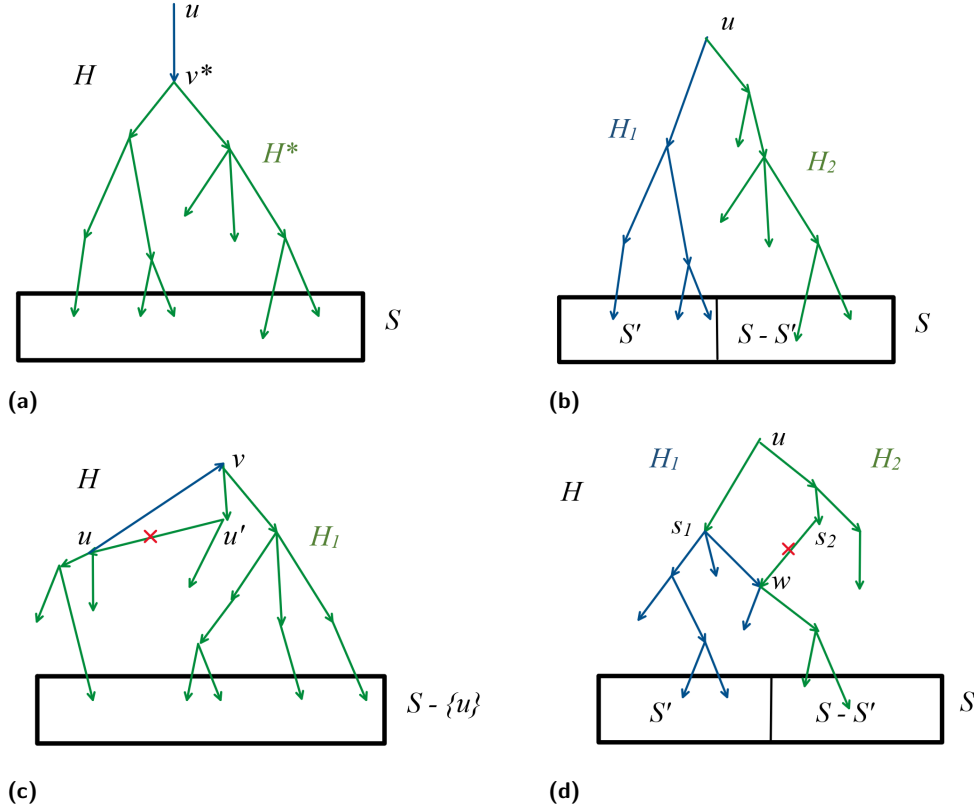 u
H
v*
H*
S
(a)
u
H₁
H₂
S'
S - S'
S
(b)
H
v
u
u'
H₁
S - {u}
(c)
u
H₁
H₂
H
s₁
s₂
w
S'
S - S'
S
(d)